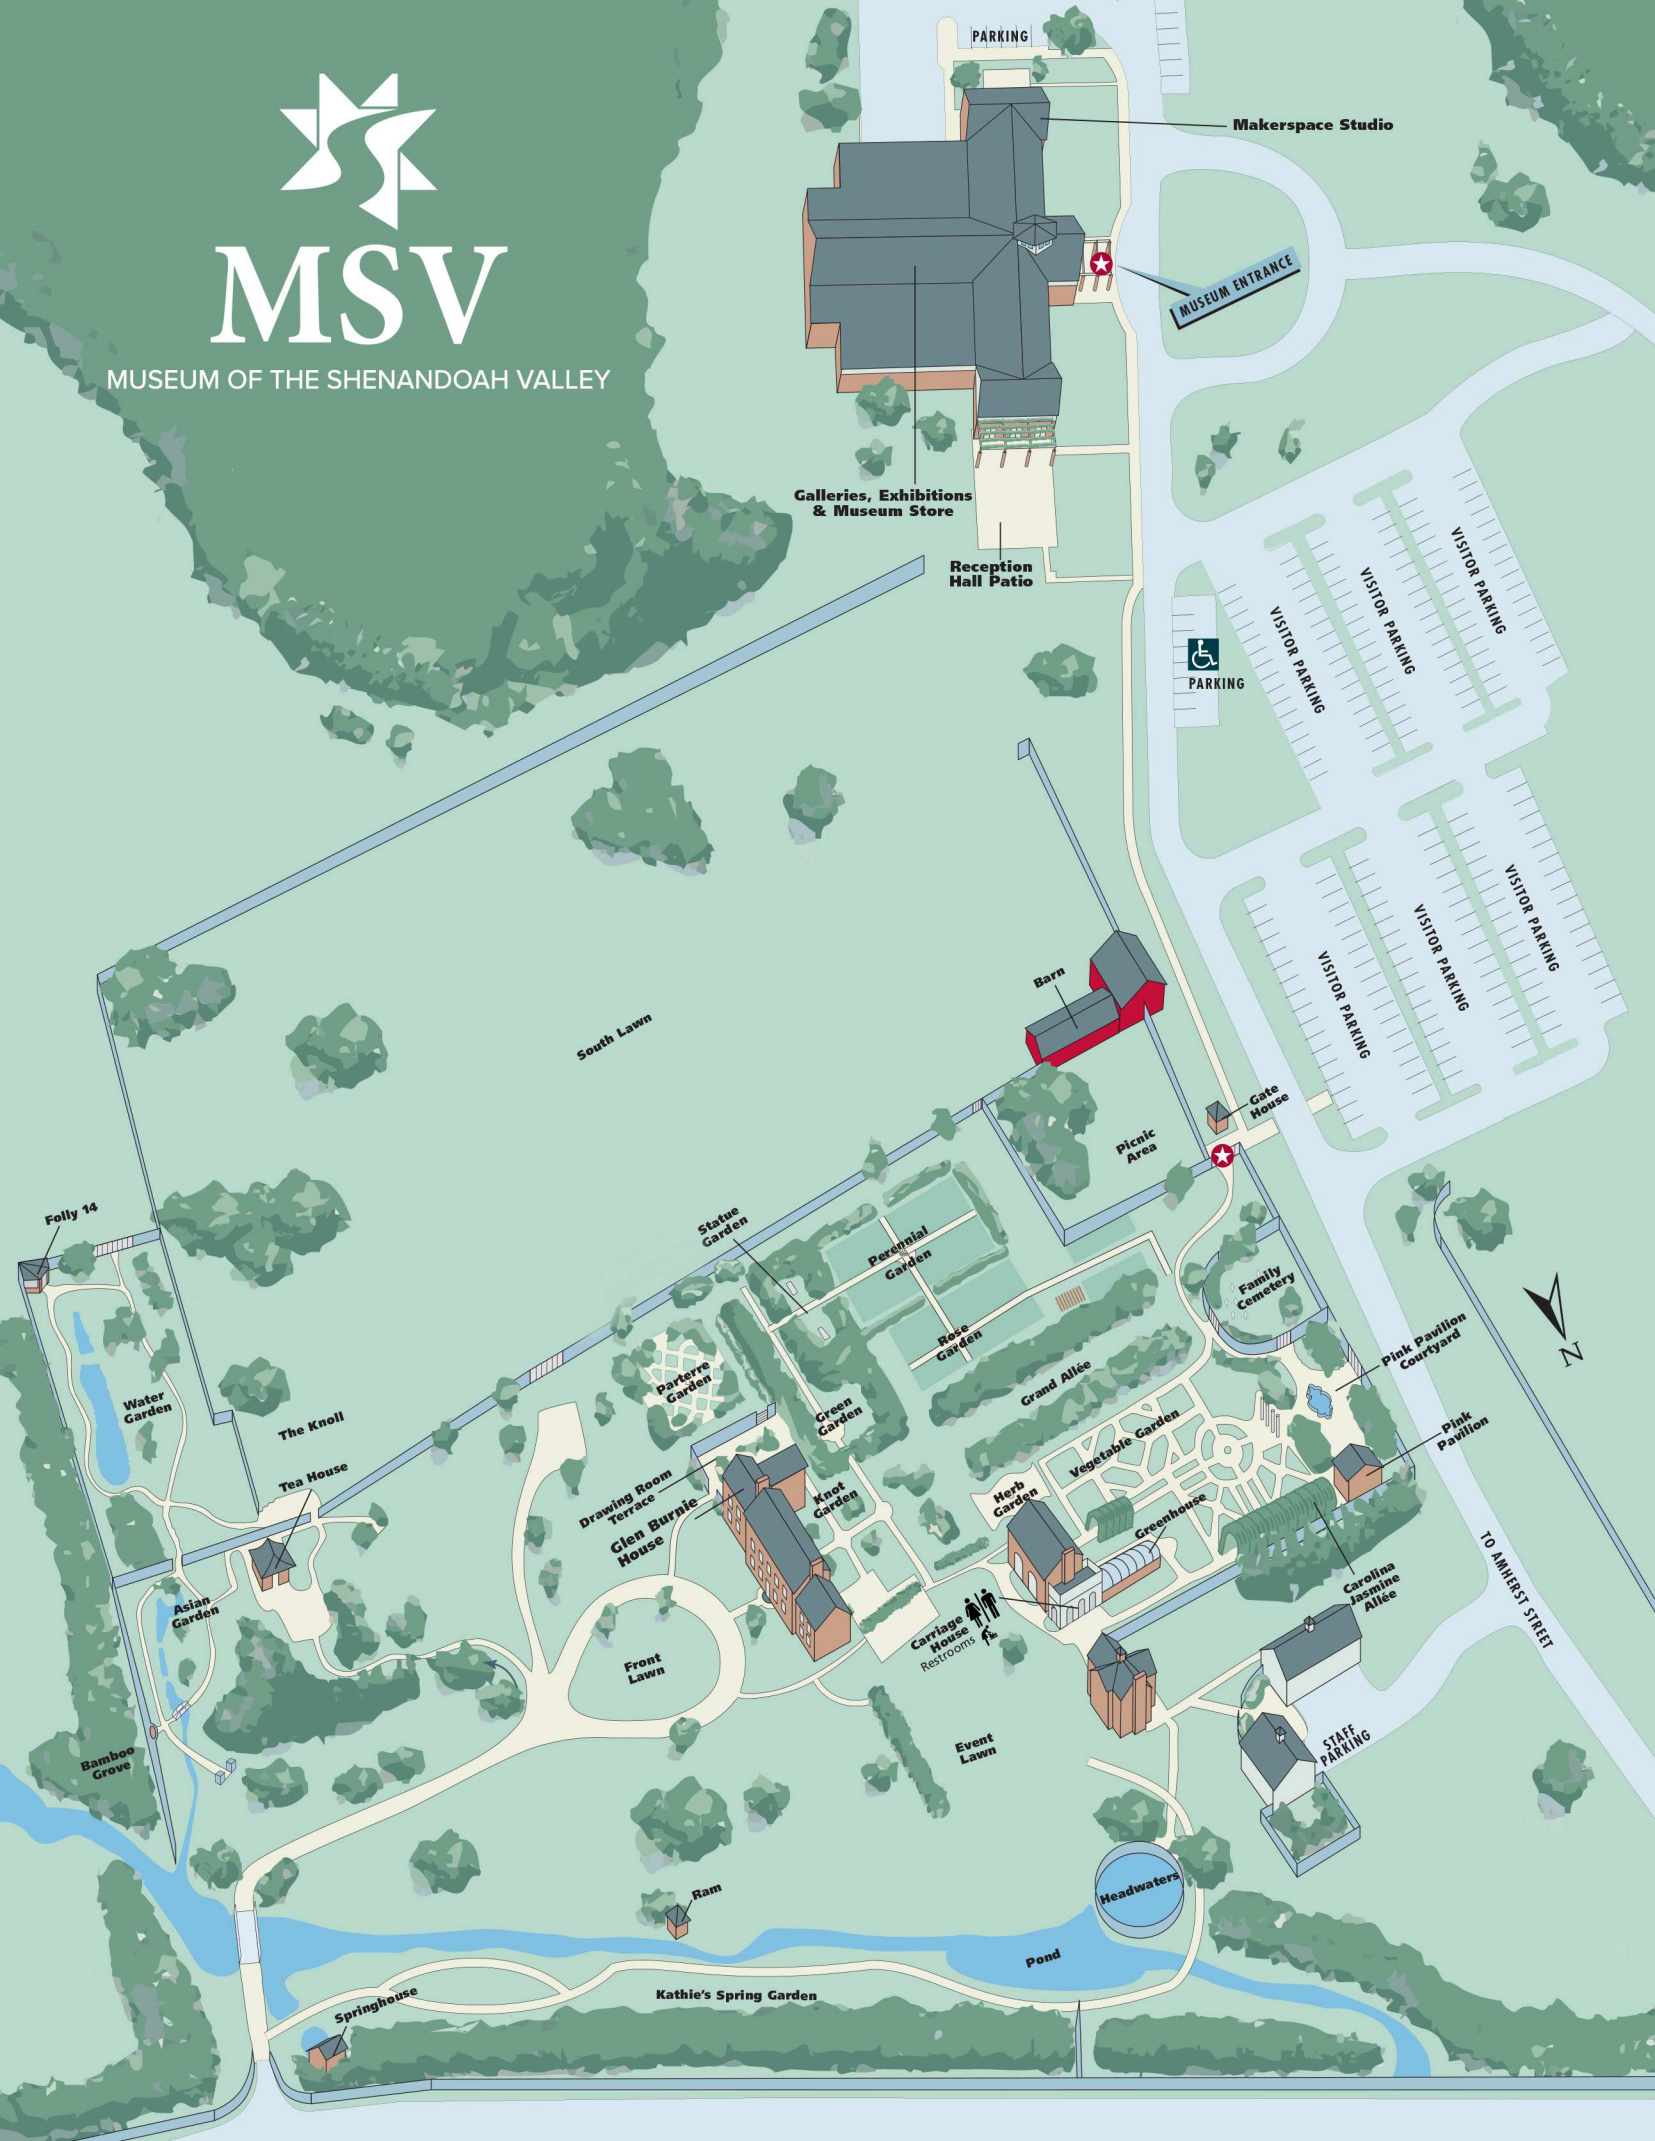 PARKING
Makerspace Studio
MSV
MUSEUM OF THE SHENANDOAH VALLEY
MUSEUM ENTRANCE
Galleries, Exhibitions
& Museum Store
Reception
Hall Patio
VISITOR PARKING
VISITOR PARKING
VISITOR PARKING
PARKING
VISITOR PARKING
VISITOR PARKING
VISITOR PARKING
Barn
South Lawn
Gate
House
Picnic
Area
Folly 14
Statue
Garden
Perennial
Garden
Family
Cemetery
Rose
Garden
Pink Pavilion
Courtyard
N
Parterre
Garden
Grand Allée
Water
Garden
The Knoll
Green
Garden
Vegetable Garden
Pink
Pavilion
Tea House
Drawing Room
Terrace
Glen Burnie
House
Knot
Garden
Herb
Garden
Greenhouse
Carolina
Jasmine
Allée
TO AMHERST STREET
Asian
Garden
Carriage
House
Restrooms
Front
Lawn
Event
Lawn
STAFF
PARKING
Bamboo
Grove
Ram
Headwaters
Pond
Kathie's Spring Garden
Springhouse